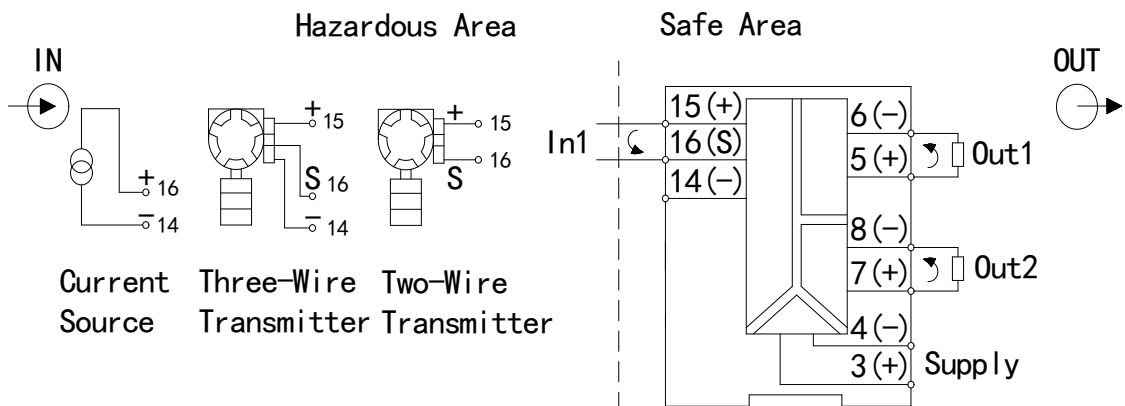 Hazardous Area
Safe Area
IN
OUT
+ 16
− 14
+ 15
S 16
− 14
+ 15
16
S
Current Source
Three-Wire Transmitter
Two-Wire Transmitter
In1
15(+)
16(S)
14(−)
6(−)
5(+)
Out1
8(−)
7(+)
Out2
4(−)
3(+)
Supply